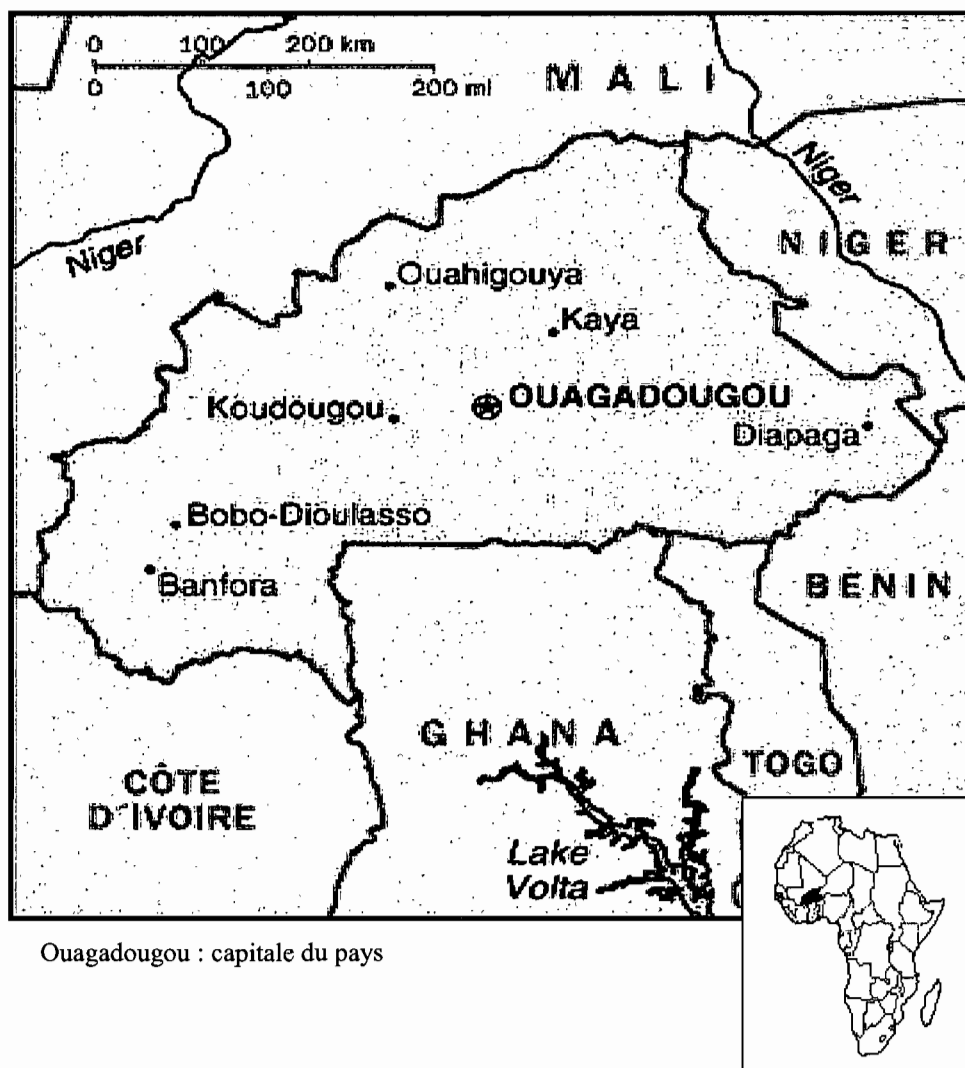 0 100 200 km
0 100 200 mi
MALI
Niger
Niger
NIGER
Ouahigouya
Kaya
OUAGADOUGOU
Koudougou
Diapaga
Bobo-Dioulasso
Banfora
BENIN
GHANA
TOGO
CÔTE
D'IVOIRE
Lake
Volta
Ouagadougou : capitale du pays